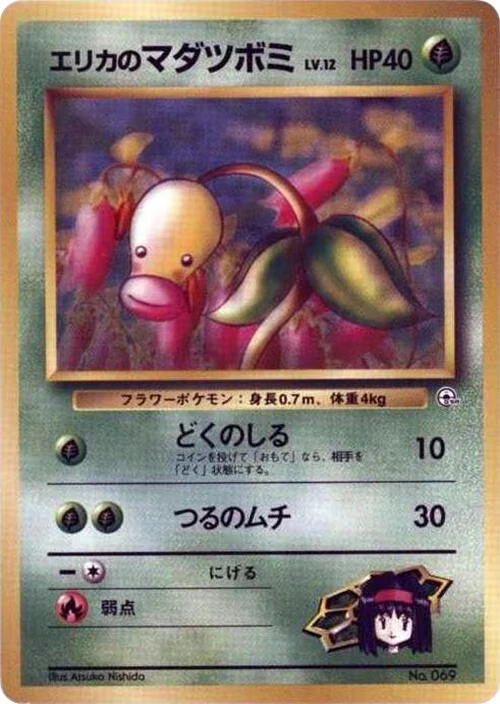 エリカのマダツボミ LV.12 HP40
フラワーポケモン：身長0.7m、体重4kg
どくのしる 10
コインを投げて「おもて」なら、相手を
「どく」状態にする。
つるのムチ 30
にげる
弱点
Illus. Atsuko Nishida No. 069